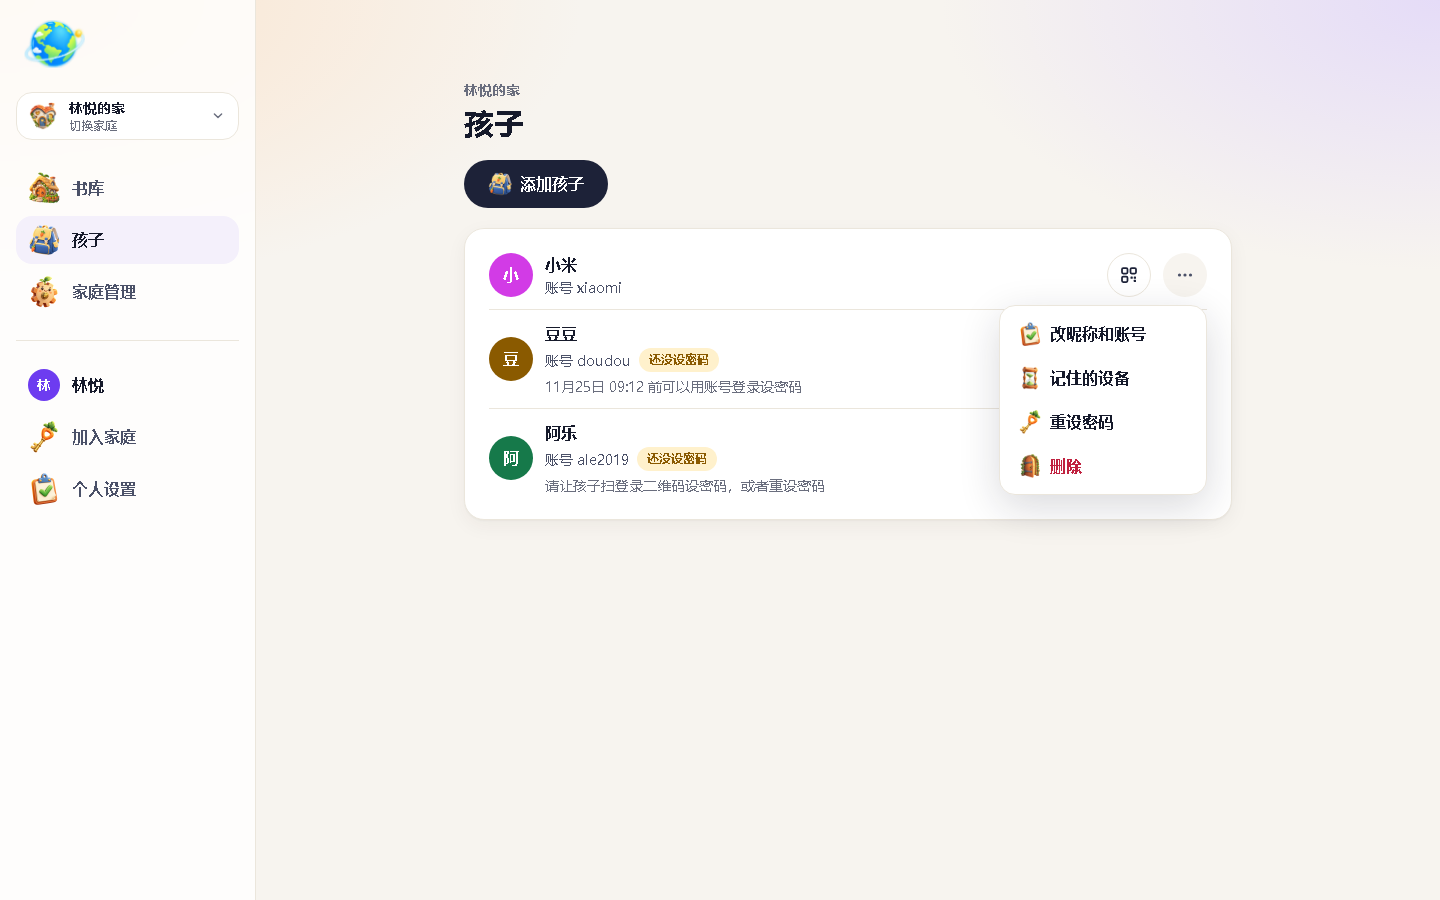 林悦的家
切换家庭
书库
孩子
家庭管理
林
林悦
加入家庭
个人设置
林悦的家
孩子
添加孩子
小
小米
账号 xiaomi
豆
豆豆
账号 doudou 还没设密码
11月25日 09:12 前可以用账号登录设密码
阿
阿乐
账号 ale2019 还没设密码
请让孩子扫登录二维码设密码，或者重设密码
改昵称和账号
记住的设备
重设密码
删除